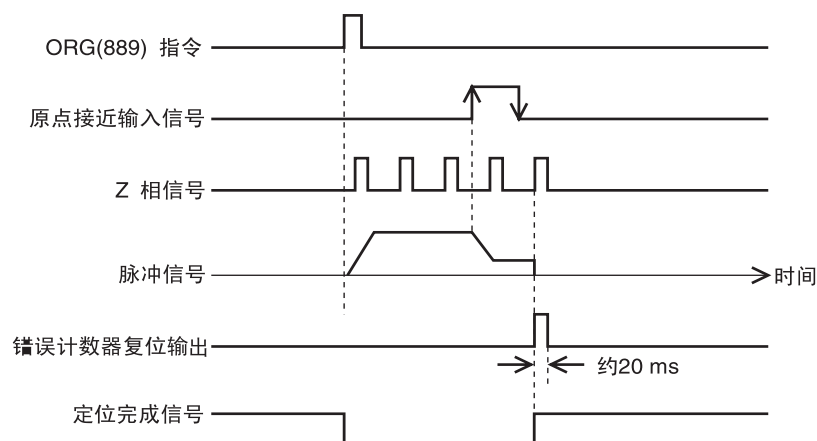 ORG(889) 指令
原点接近输入信号
Z 相信号
脉冲信号
时间
错误计数器复位输出
约20 ms
定位完成信号